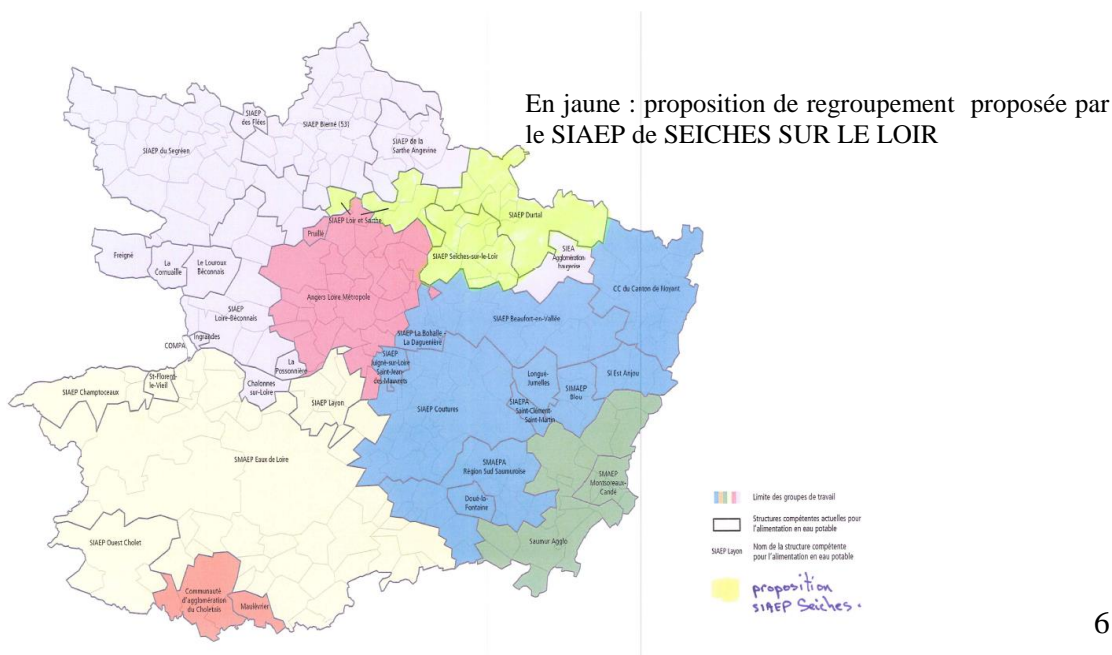 En jaune : proposition de regroupement proposée par
le SIAEP de SEICHES SUR LE LOIR
SIAEP
des Fiées
SIAEP Bierné (53)
SIAEP de la
Sarthe Angevine
SIAEP du Segréen
SIAEP Loir et Sarthe
SIAEP Durtal
Pruillé
SIAEP Seiches-sur-le-Loir
SIEA
Agglomération
baugeoise
Freigné
La
Cornuaille
Le Louroux
Béconnais
Angers Loire Métropole
CC du Canton de Noyant
SIAEP
Loire-Béconnais
SIAEP Beaufort-en-Vallée
Ingrandes
COMPA
SIAEP La Bohalle -
La Daguenière
SIAEP
Juigné-sur-Loire
Saint-Jean
des-Mauvrets
La
Possonnière
St-Florent-
le-Vieil
Chalonnes
sur-Loire
Longué-
Jumelles
SIMAEP
Blou
SI Est Anjou
SIAEP Champtoceaux
SIAEP Layon
SIAEP Coutures
SIAEPA
Saint-Clément
Saint-Martin
SMAEP Eaux de Loire
SMAEPA
Région Sud Saumuroise
SMAEP
Montsoreau-
Candé
Doué-la-
Fontaine
SIAEP Ouest Cholet
Saumur Agglo
Communauté
d'agglomération
du Choletais
Maulévrier
Limite des groupes de travail
Structures compétentes actuelles pour
l'alimentation en eau potable
SIAEP Layon
Nom de la structure compétente
pour l'alimentation en eau potable
proposition
SIAEP Seiches.
6